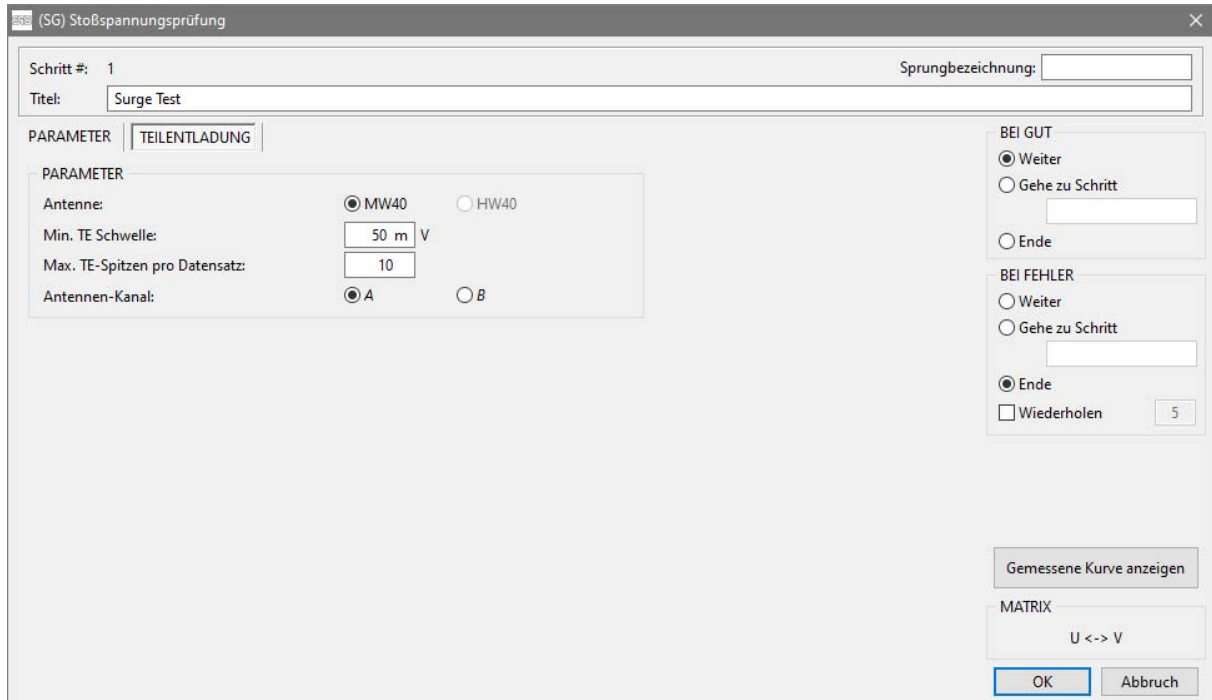 (SG) Stoßspannungsprüfung
Schritt #: 1 Sprungbezeichnung:
Titel: Surge Test
PARAMETER TEILENTLADUNG
PARAMETER
Antenne: MW40 HW40
Min. TE Schwelle: 50 m V
Max. TE-Spitzen pro Datensatz: 10
Antennen-Kanal: A B
BEI GUT
Weiter
Gehe zu Schritt
Ende
BEI FEHLER
Weiter
Gehe zu Schritt
Ende
Wiederholen 5
Gemessene Kurve anzeigen
MATRIX
U <-> V
OK Abbruch